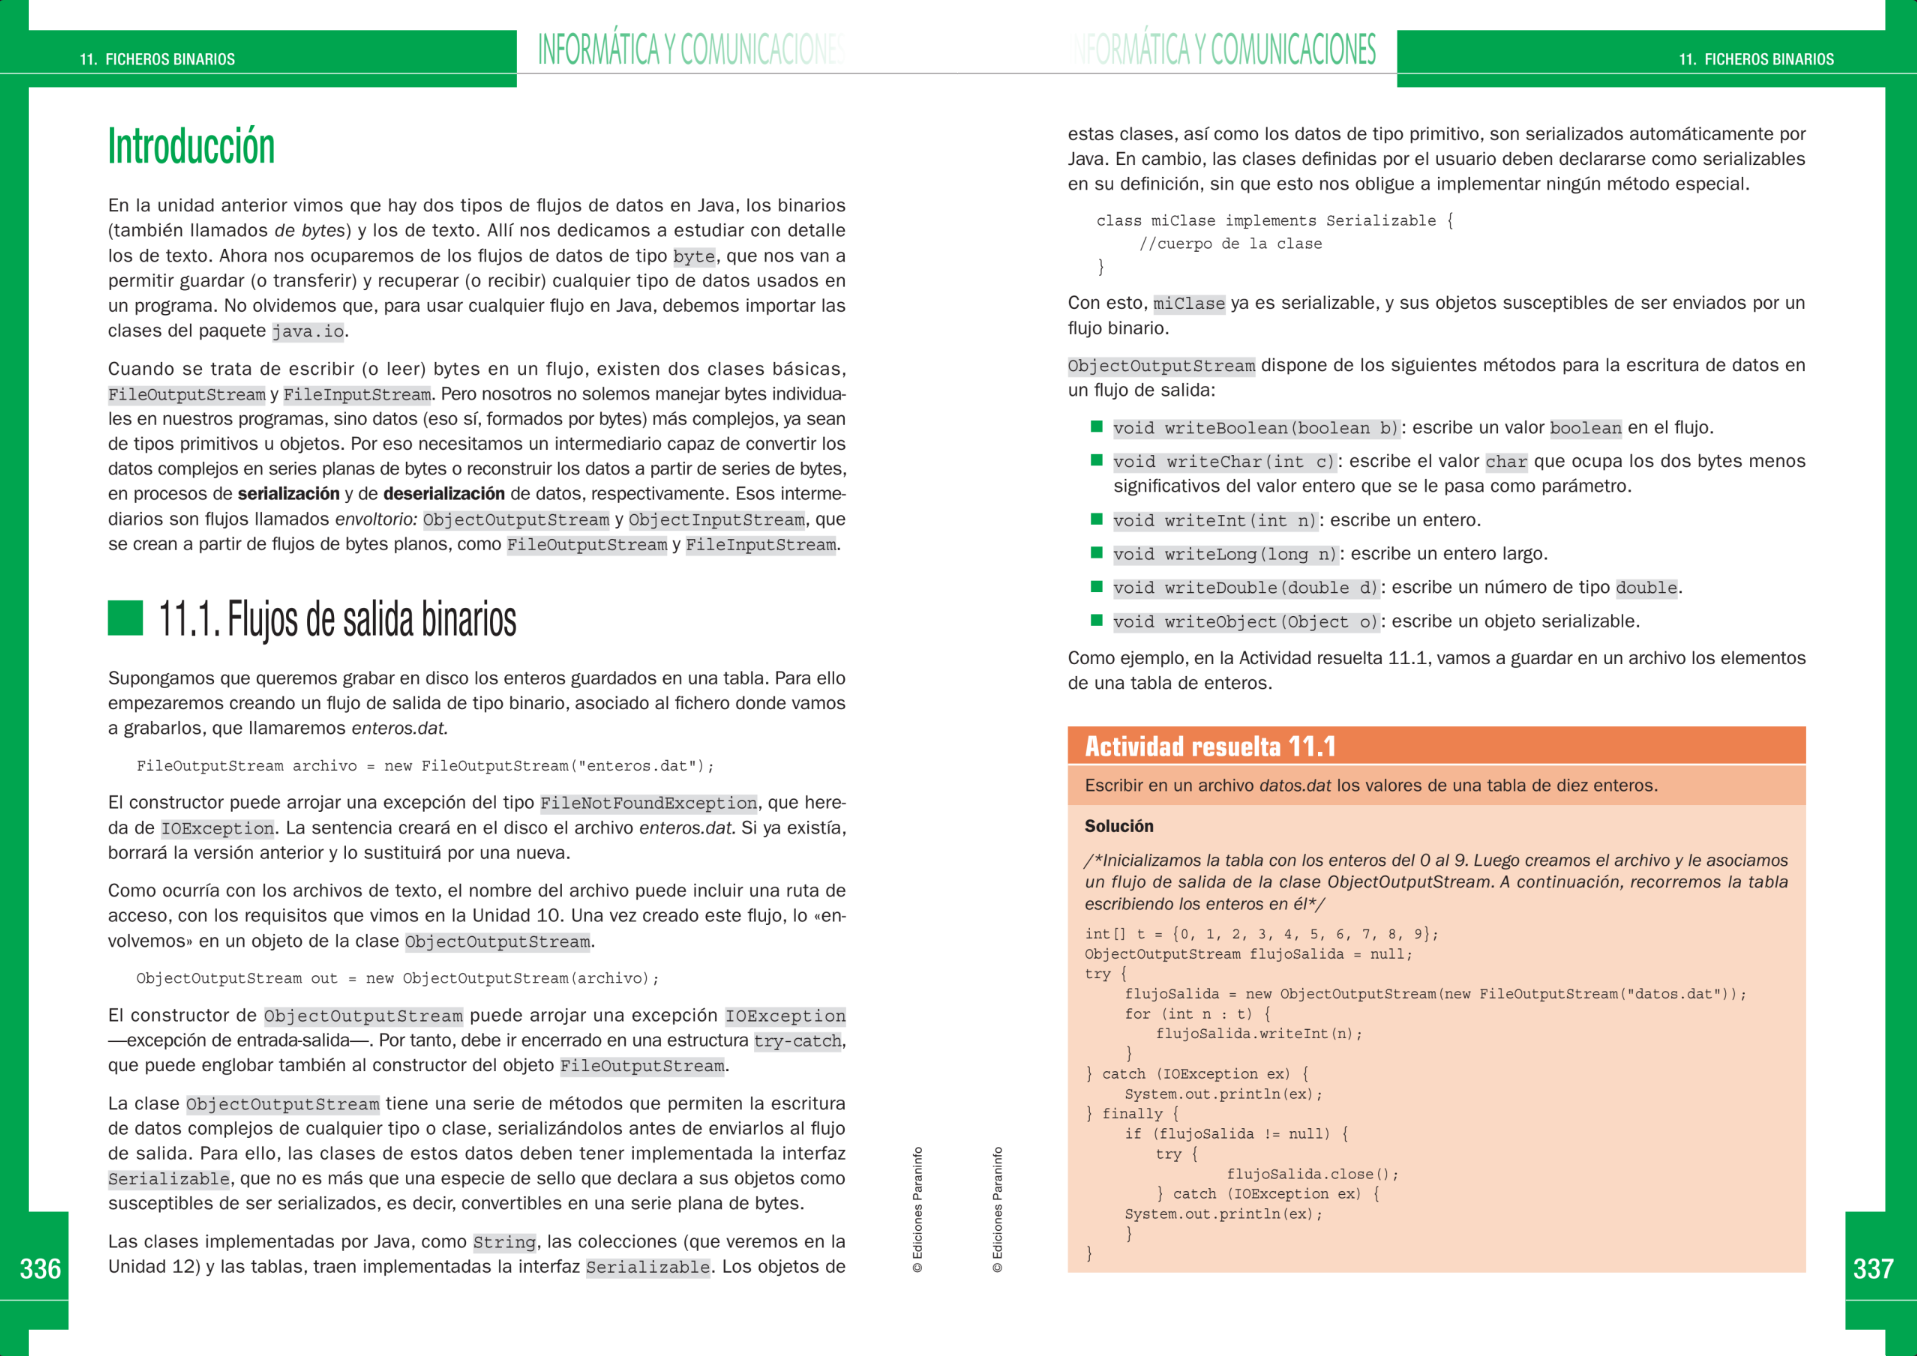 11. FICHEROS BINARIOS
INFORMÁTICA Y COMUNICACIONES
Introducción
En la unidad anterior vimos que hay dos tipos de flujos de datos en Java, los binarios
(también llamados de bytes) y los de texto. Allí nos dedicamos a estudiar con detalle
los de texto. Ahora nos ocuparemos de los flujos de datos de tipo byte, que nos van a
permitir guardar (o transferir) y recuperar (o recibir) cualquier tipo de datos usados en
un programa. No olvidemos que, para usar cualquier flujo en Java, debemos importar las
clases del paquete java.io.
Cuando se trata de escribir (o leer) bytes en un flujo, existen dos clases básicas,
FileOutputStream y FileInputStream. Pero nosotros no solemos manejar bytes individua-
les en nuestros programas, sino datos (eso sí, formados por bytes) más complejos, ya sean
de tipos primitivos u objetos. Por eso necesitamos un intermediario capaz de convertir los
datos complejos en series planas de bytes o reconstruir los datos a partir de series de bytes,
en procesos de serialización y de deserialización de datos, respectivamente. Esos interme-
diarios son flujos llamados envoltorio: ObjectOutputStream y ObjectInputStream, que
se crean a partir de flujos de bytes planos, como FileOutputStream y FileInputStream.
11.1. Flujos de salida binarios
Supongamos que queremos grabar en disco los enteros guardados en una tabla. Para ello
empezaremos creando un flujo de salida de tipo binario, asociado al fichero donde vamos
a grabarlos, que llamaremos enteros.dat.
FileOutputStream archivo = new FileOutputStream("enteros.dat");
El constructor puede arrojar una excepción del tipo FileNotFoundException, que here-
da de IOException. La sentencia creará en el disco el archivo enteros.dat. Si ya existía,
borrará la versión anterior y lo sustituirá por una nueva.
Como ocurría con los archivos de texto, el nombre del archivo puede incluir una ruta de
acceso, con los requisitos que vimos en la Unidad 10. Una vez creado este flujo, lo «en-
volvemos» en un objeto de la clase ObjectOutputStream.
ObjectOutputStream out = new ObjectOutputStream(archivo);
El constructor de ObjectOutputStream puede arrojar una excepción IOException
—excepción de entrada-salida—. Por tanto, debe ir encerrado en una estructura try-catch,
que puede englobar también al constructor del objeto FileOutputStream.
La clase ObjectOutputStream tiene una serie de métodos que permiten la escritura
de datos complejos de cualquier tipo o clase, serializándolos antes de enviarlos al flujo
de salida. Para ello, las clases de estos datos deben tener implementada la interfaz
Serializable, que no es más que una especie de sello que declara a sus objetos como
susceptibles de ser serializados, es decir, convertibles en una serie plana de bytes.
Las clases implementadas por Java, como String, las colecciones (que veremos en la
Unidad 12) y las tablas, traen implementadas la interfaz Serializable. Los objetos de
336
© Ediciones Paraninfo
INFORMÁTICA Y COMUNICACIONES
11. FICHEROS BINARIOS
estas clases, así como los datos de tipo primitivo, son serializados automáticamente por
Java. En cambio, las clases definidas por el usuario deben declararse como serializables
en su definición, sin que esto nos obligue a implementar ningún método especial.
class miClase implements Serializable {
//cuerpo de la clase
}
Con esto, miClase ya es serializable, y sus objetos susceptibles de ser enviados por un
flujo binario.
ObjectOutputStream dispone de los siguientes métodos para la escritura de datos en
un flujo de salida:
■ void writeBoolean(boolean b): escribe un valor boolean en el flujo.
■ void writeChar(int c): escribe el valor char que ocupa los dos bytes menos
significativos del valor entero que se le pasa como parámetro.
■ void writeInt(int n): escribe un entero.
■ void writeLong(long n): escribe un entero largo.
■ void writeDouble(double d): escribe un número de tipo double.
■ void writeObject(Object o): escribe un objeto serializable.
Como ejemplo, en la Actividad resuelta 11.1, vamos a guardar en un archivo los elementos
de una tabla de enteros.
Actividad resuelta 11.1
Escribir en un archivo datos.dat los valores de una tabla de diez enteros.
Solución
/*Inicializamos la tabla con los enteros del 0 al 9. Luego creamos el archivo y le asociamos
un flujo de salida de la clase ObjectOutputStream. A continuación, recorremos la tabla
escribiendo los enteros en él*/
int[] t = {0, 1, 2, 3, 4, 5, 6, 7, 8, 9};
ObjectOutputStream flujoSalida = null;
try {
flujoSalida = new ObjectOutputStream(new FileOutputStream("datos.dat"));
for (int n : t) {
flujoSalida.writeInt(n);
}
} catch (IOException ex) {
System.out.println(ex);
} finally {
if (flujoSalida != null) {
try {
flujoSalida.close();
} catch (IOException ex) {
System.out.println(ex);
}
}
© Ediciones Paraninfo
337